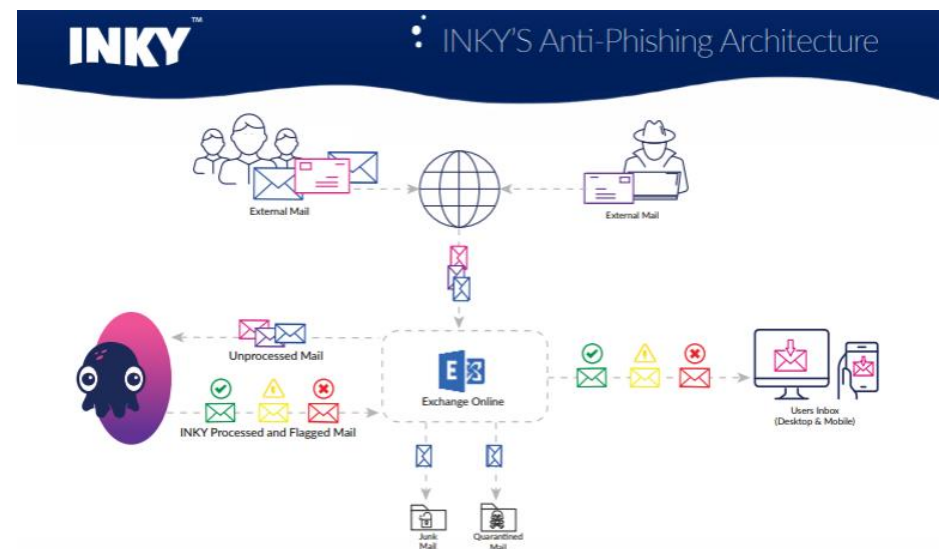 INKY™
INKY'S Anti-Phishing Architecture
External Mail
External Mail
Unprocessed Mail
E
Exchange Online
INKY Processed and Flagged Mail
Users Inbox
(Desktop & Mobile)
Junk
Mail
Quarantined
Mail